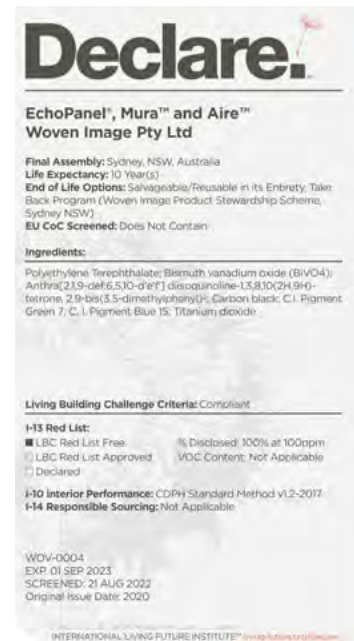 Declare.
EchoPanel®, Mura™ and Aire™
Woven Image Pty Ltd
Final Assembly: Sydney, NSW, Australia
Life Expectancy: 10 Year(s)
End of Life Options: Salvageable/Reusable in its Entirety, Take
Back Program (Woven Image Product Stewardship Scheme,
Sydney NSW)
EU CoC Screened: Does Not Contain
Ingredients:
Polyethylene Terephthalate; Bismuth vanadium oxide (BiVO4);
Anthra[2,1,9-def:6,5,10-d'e'f'] diisoquinoline-1,3,8,10(2H,9H)-
tetrone, 2,9-bis(3,5-dimethylphenyl)-; Carbon black; C.I. Pigment
Green 7; C. I. Pigment Blue 15; Titanium dioxide
Living Building Challenge Criteria: Compliant
I-13 Red List:
LBC Red List Free % Disclosed: 100% at 100ppm
LBC Red List Approved VOC Content: Not Applicable
Declared
I-10 Interior Performance: CDPH Standard Method v1.2-2017
I-14 Responsible Sourcing: Not Applicable
WOV-0004
EXP. 01 SEP 2023
SCREENED: 21 AUG 2022
Original Issue Date: 2020
INTERNATIONAL LIVING FUTURE INSTITUTE™